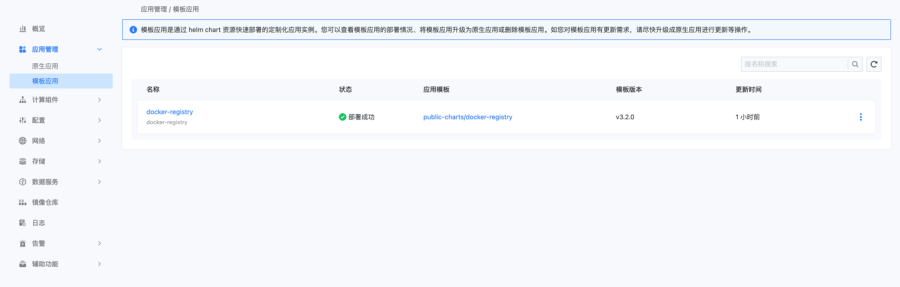 应用管理 / 模板应用
模板应用是通过 helm chart 资源快速部署的定制化应用实例。您可以查看模板应用的部署情况、将模板应用升级为原生应用或删除模板应用。如您对模板应用有更新需求，请尽快升级成原生应用进行更新等操作。
概览
应用管理
原生应用
模板应用
计算组件
配置
网络
存储
数据服务
镜像仓库
日志
告警
辅助功能
按名称搜索
名称 状态 应用模板 模板版本 更新时间
docker-registry 部署成功 public-charts/docker-registry v3.2.0 1 小时前
docker-registry